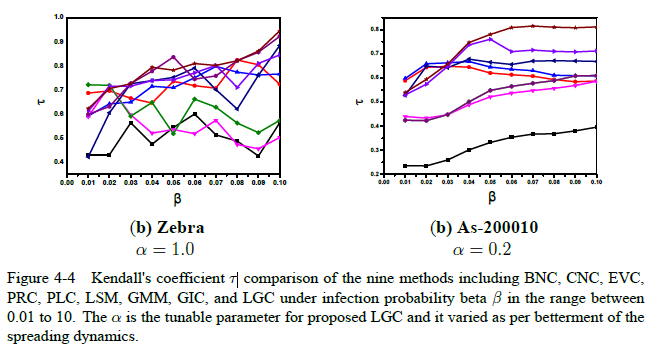 1.0
0.9
0.8
0.7
0.6
0.5
0.4
τ
0.00 0.01 0.02 0.03 0.04 0.05 0.06 0.07 0.08 0.09 0.10
β
0.8
0.7
0.6
0.5
0.4
0.3
0.2
τ
0.00 0.01 0.02 0.03 0.04 0.05 0.06 0.07 0.08 0.09 0.10
β
(b) Zebra
α = 1.0
(b) As-200010
α = 0.2
Figure 4-4 Kendall's coefficient τ| comparison of the nine methods including BNC, CNC, EVC,
PRC, PLC, LSM, GMM, GIC, and LGC under infection probability beta β in the range between
0.01 to 10. The α is the tunable parameter for proposed LGC and it varied as per betterment of the
spreading dynamics.